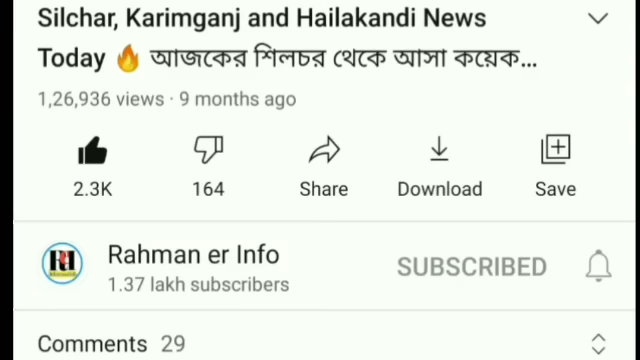 Silchar, Karimganj and Hailakandi News
Today 🔥 আজকের শিলচর থেকে আসা কয়েক...
1,26,936 views · 9 months ago
2.3K 164 Share Download Save
Rahman er Info
1.37 lakh subscribers
SUBSCRIBED
Comments 29